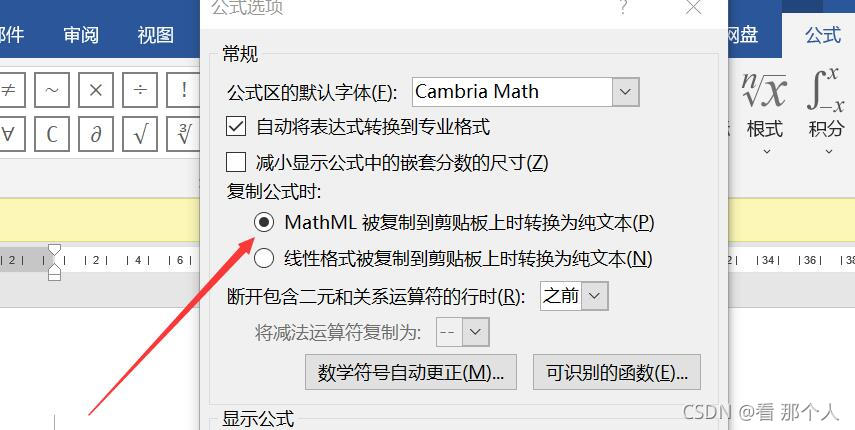 公式选项 ?
部件 审阅 视图 网盘 公式
常规
公式区的默认字体(F): Cambria Math
≠ ~ × ÷ !
自动将表达式转换到专业格式
∀ C ∂ √ ∛
根式 积分
减小显示公式中的嵌套分数的尺寸(Z)
复制公式时:
MathML 被复制到剪贴板上时转换为纯文本(P)
线性格式被复制到剪贴板上时转换为纯文本(N)
2 2 4 6 34 36 38
断开包含二元和关系运算符的行时(R): 之前
将减法运算符复制为: --
数学符号自动更正(M)... 可识别的函数(E)...
显示公式
CSDN @看 那个人